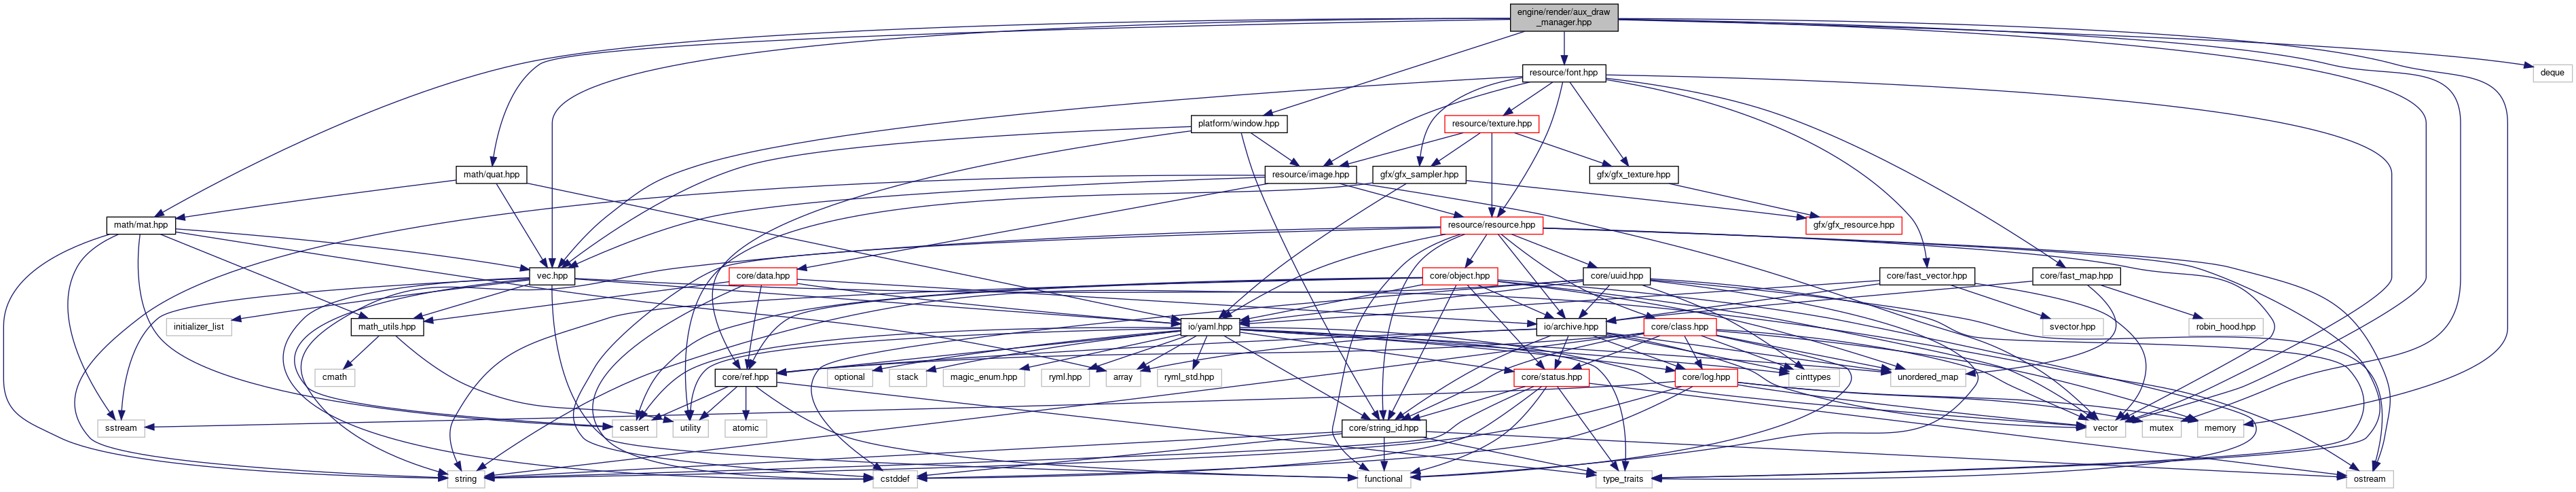 engine/render/aux_draw
_manager.hpp
resource/font.hpp
deque
platform/window.hpp
resource/texture.hpp
math/quat.hpp
resource/image.hpp
gfx/gfx_sampler.hpp
gfx/gfx_texture.hpp
math/mat.hpp
resource/resource.hpp
gfx/gfx_resource.hpp
vec.hpp
core/data.hpp
core/object.hpp
core/uuid.hpp
core/fast_vector.hpp
core/fast_map.hpp
initializer_list
math_utils.hpp
io/yaml.hpp
io/archive.hpp
core/class.hpp
svector.hpp
robin_hood.hpp
cmath
core/ref.hpp
optional
stack
magic_enum.hpp
ryml.hpp
array
ryml_std.hpp
core/status.hpp
core/log.hpp
cinttypes
unordered_map
sstream
cassert
utility
atomic
core/string_id.hpp
vector
mutex
memory
string
cstddef
functional
type_traits
ostream